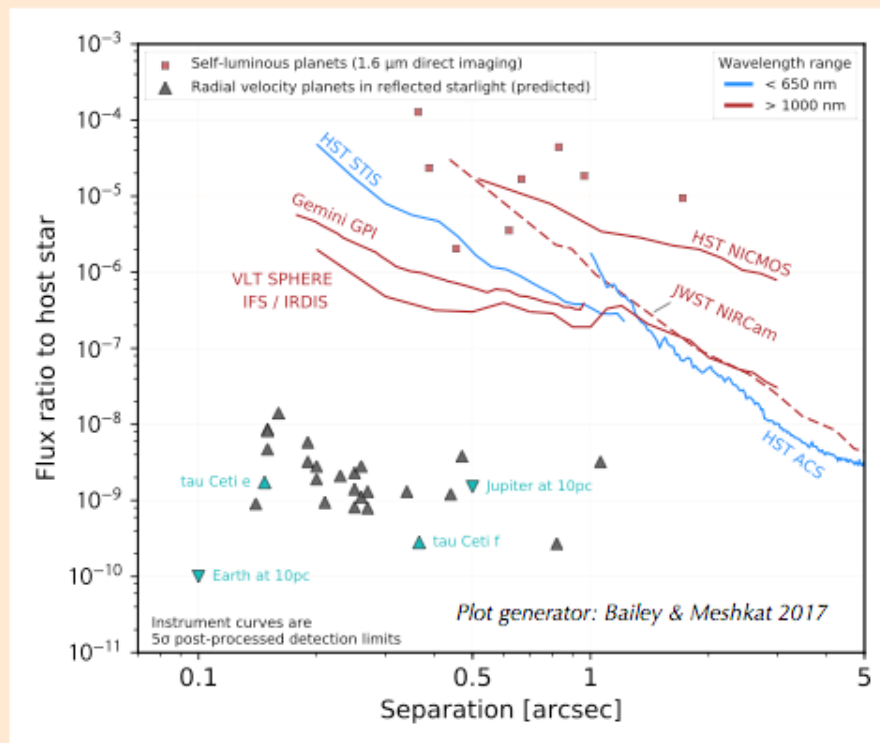 10⁻³
Self-luminous planets (1.6 μm direct imaging)
Radial velocity planets in reflected starlight (predicted)
Wavelength range
< 650 nm
> 1000 nm
10⁻⁴
HST STIS
10⁻⁵
Gemini GPI
HST NICMOS
10⁻⁶
VLT SPHERE
IFS / IRDIS
JWST NIRCam
10⁻⁷
10⁻⁸
HST ACS
tau Ceti e
Jupiter at 10pc
10⁻⁹
tau Ceti f
10⁻¹⁰
Earth at 10pc
Plot generator: Bailey & Meshkat 2017
Instrument curves are
5σ post-processed detection limits
10⁻¹¹
Flux ratio to host star
0.1
0.5
1
5
Separation [arcsec]